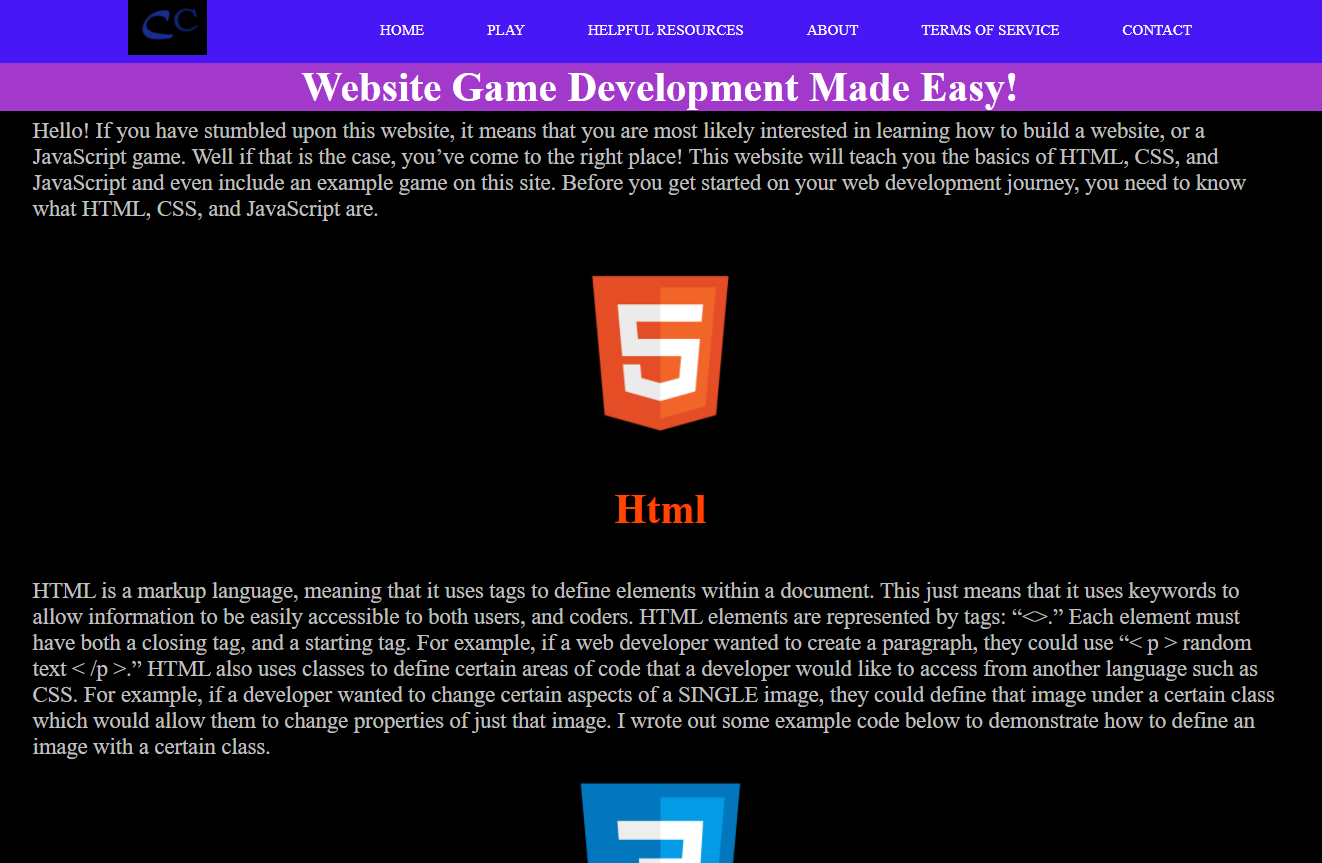 CC
HOME PLAY HELPFUL RESOURCES ABOUT TERMS OF SERVICE CONTACT
Website Game Development Made Easy!
Hello! If you have stumbled upon this website, it means that you are most likely interested in learning how to build a website, or a
JavaScript game. Well if that is the case, you’ve come to the right place! This website will teach you the basics of HTML, CSS, and
JavaScript and even include an example game on this site. Before you get started on your web development journey, you need to know
what HTML, CSS, and JavaScript are.
5
Html
HTML is a markup language, meaning that it uses tags to define elements within a document. This just means that it uses keywords to
allow information to be easily accessible to both users, and coders. HTML elements are represented by tags: “<>.” Each element must
have both a closing tag, and a starting tag. For example, if a web developer wanted to create a paragraph, they could use “< p > random
text < /p >.” HTML also uses classes to define certain areas of code that a developer would like to access from another language such as
CSS. For example, if a developer wanted to change certain aspects of a SINGLE image, they could define that image under a certain class
which would allow them to change properties of just that image. I wrote out some example code below to demonstrate how to define an
image with a certain class.